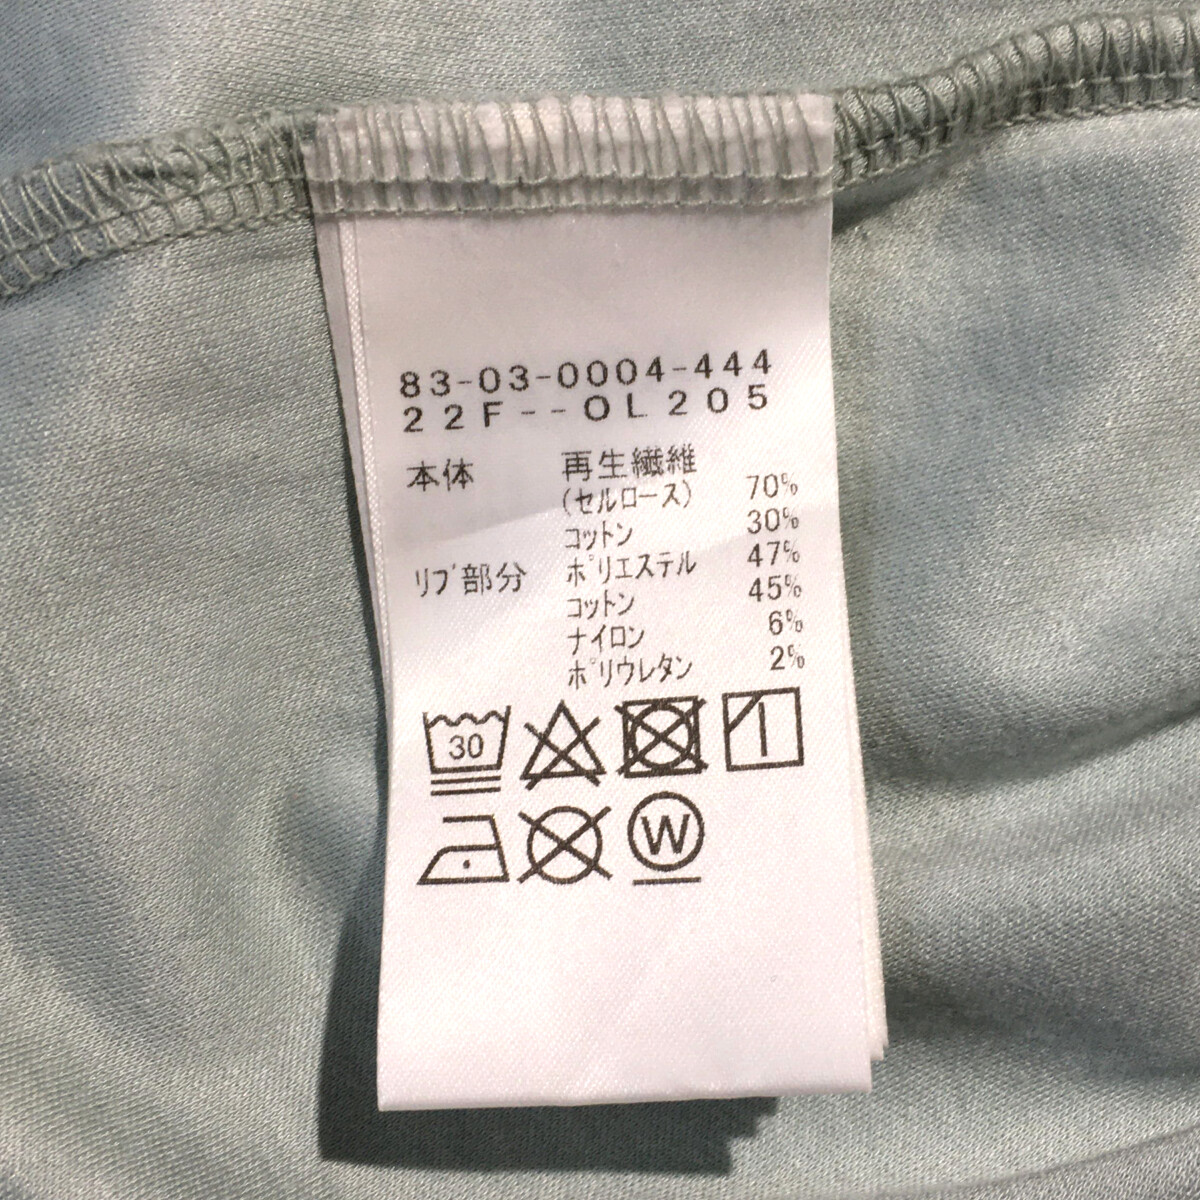 83-03-0004-444
22F--OL205
本体 再生繊維
(セルロース) 70%
コットン 30%
リブ部分 ポリエステル 47%
コットン 45%
ナイロン 6%
ポリウレタン 2%
30
W